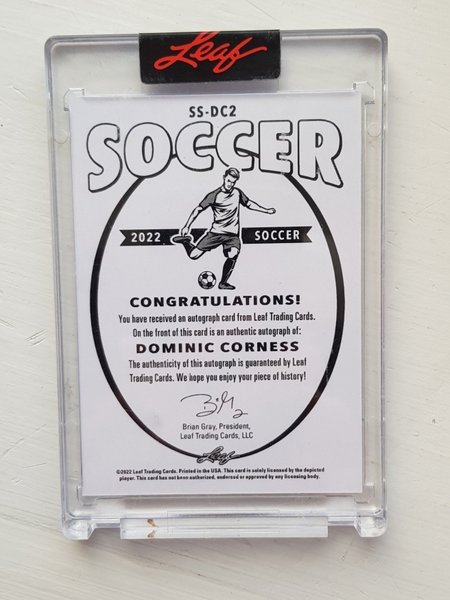 Leaf
SS-DC2
SOCCER
2022 SOCCER
CONGRATULATIONS!
You have received an autograph card from Leaf Trading Cards.
On the front of this card is an authentic autograph of:
DOMINIC CORNESS
The authenticity of this autograph is guaranteed by Leaf
Trading Cards. We hope you enjoy your piece of history!
Brian Gray, President,
Leaf Trading Cards, LLC
Leaf
©2022 Leaf Trading Cards. Printed in the USA. This card is solely licensed by the depicted
player. This card has not been authorized, endorsed or approved by any licensing body.